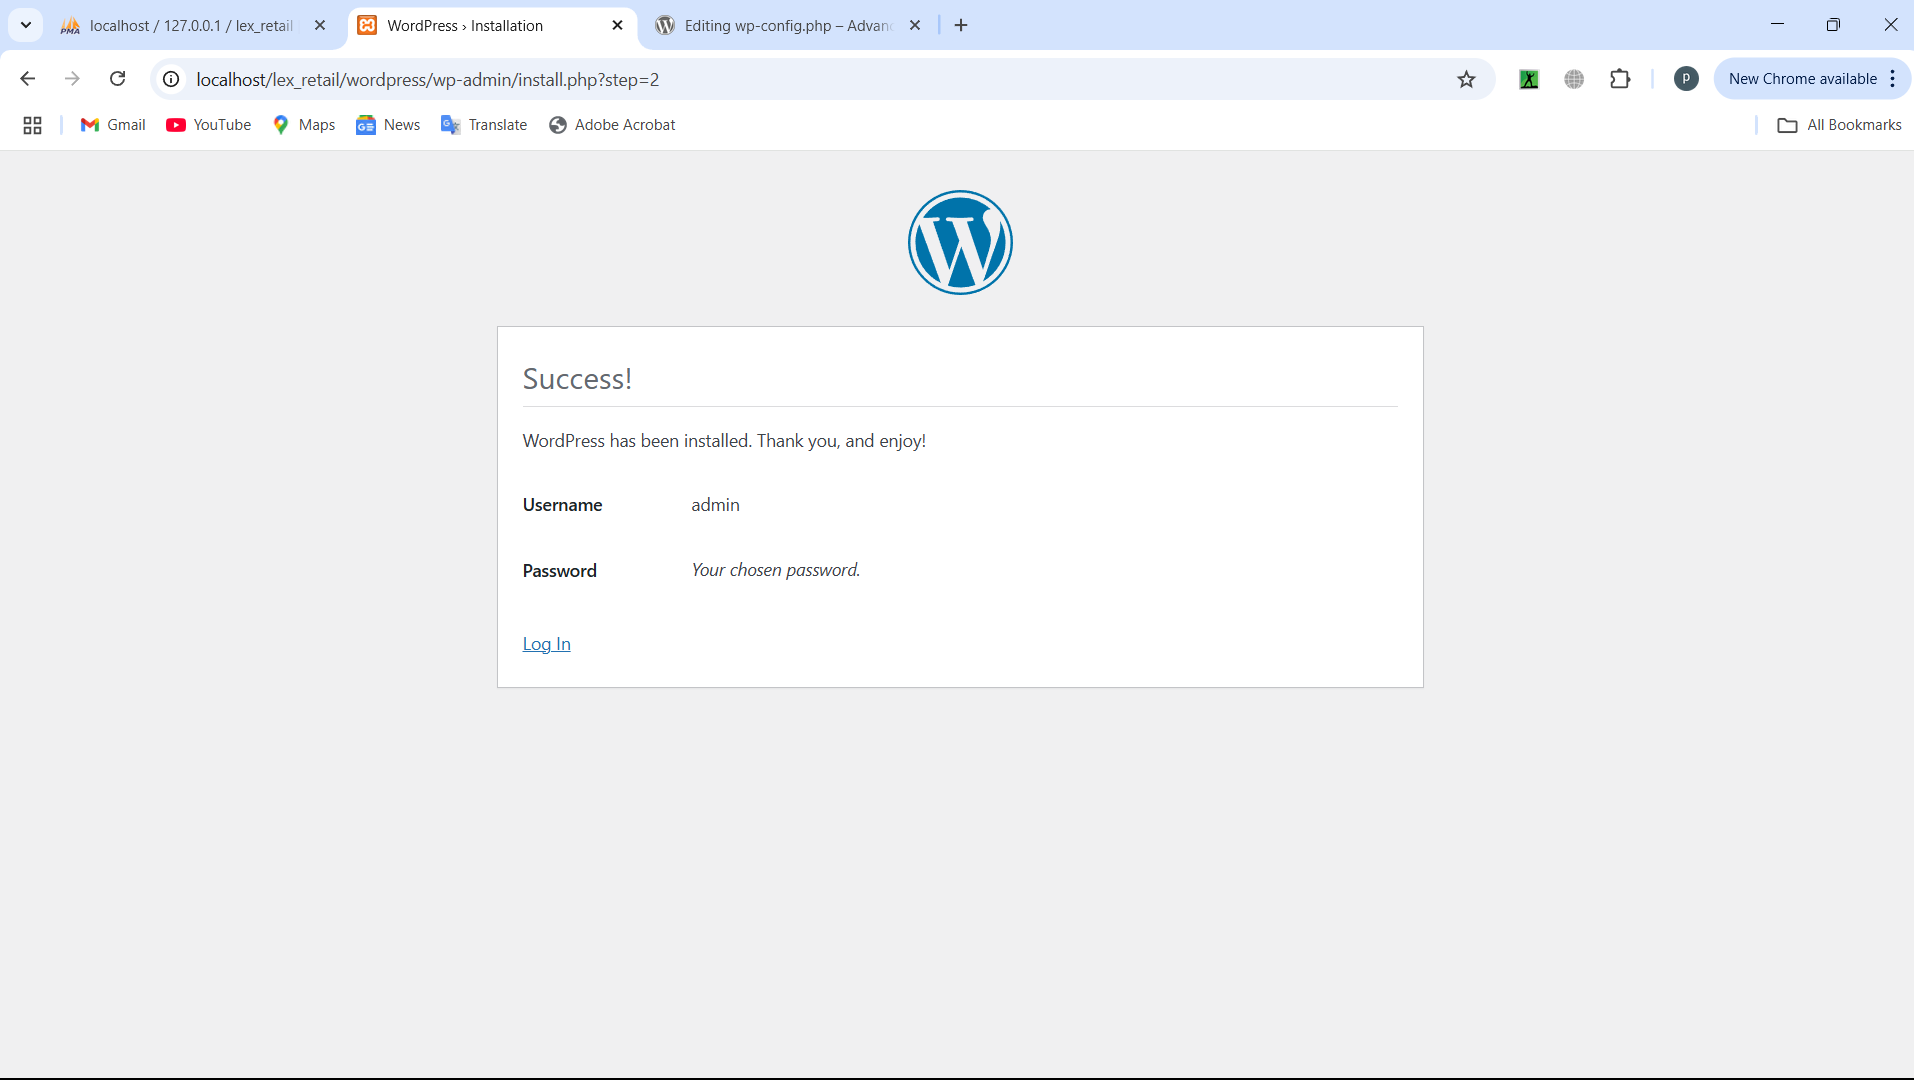 localhost / 127.0.0.1 / lex_retail
WordPress › Installation
Editing wp-config.php – Advan
localhost/lex_retail/wordpress/wp-admin/install.php?step=2
P
New Chrome available
Gmail
YouTube
Maps
News
Translate
Adobe Acrobat
All Bookmarks
Success!
WordPress has been installed. Thank you, and enjoy!
Username admin
Password Your chosen password.
Log In